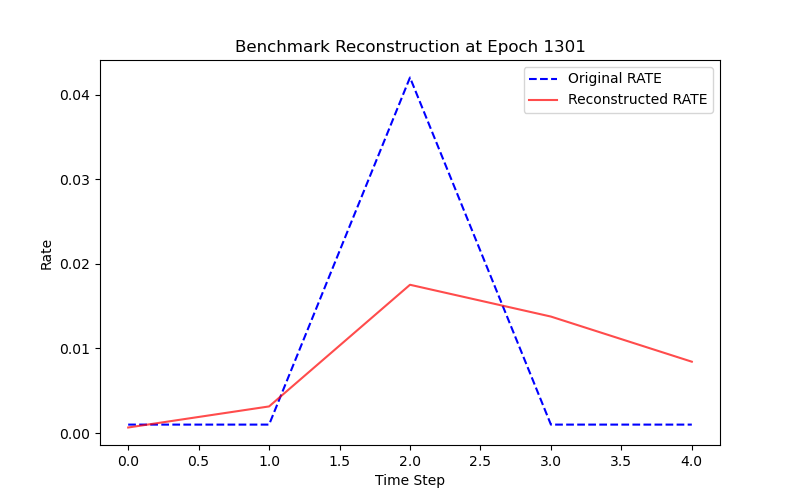 Benchmark Reconstruction at Epoch 1301
Original RATE
Reconstructed RATE
0.04
0.03
0.02
0.01
0.00
Rate
0.0 0.5 1.0 1.5 2.0 2.5 3.0 3.5 4.0
Time Step